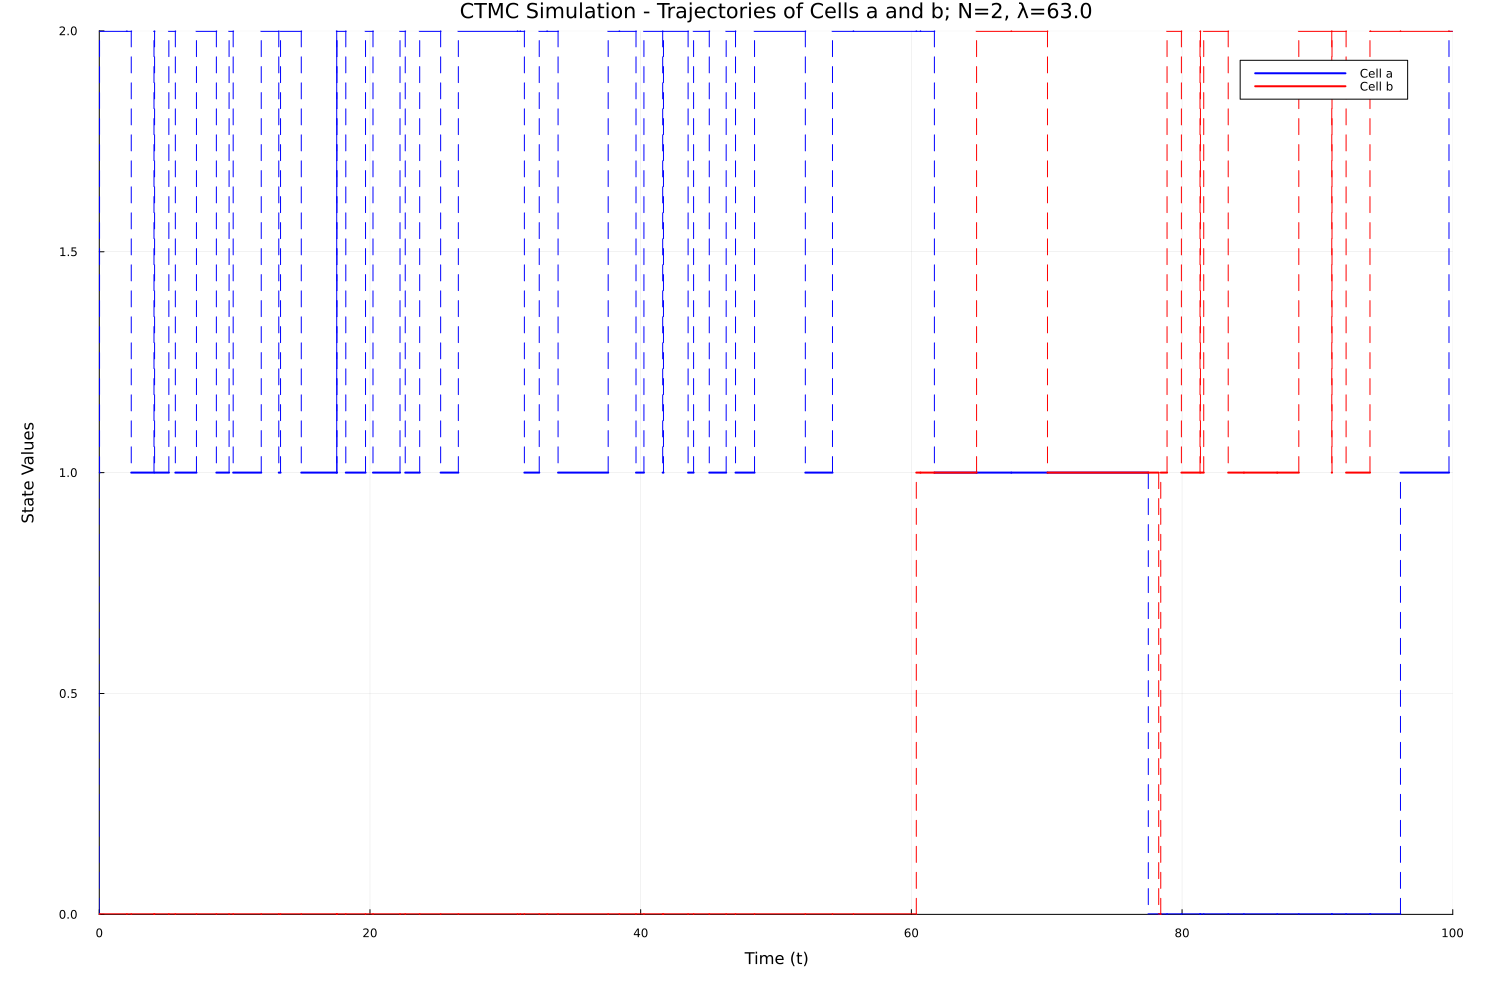 CTMC Simulation - Trajectories of Cells a and b; N=2, λ=63.0
2.0
Cell a
Cell b
1.5
1.0
State Values
0.5
0.0
0 20 40 60 80 100
Time (t)